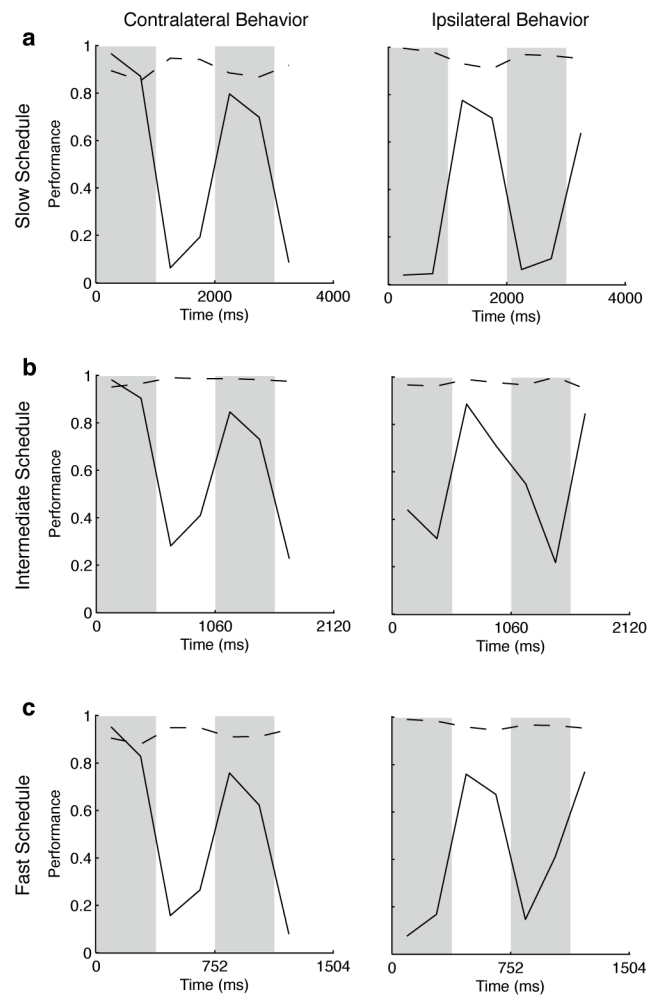 Contralateral Behavior
Ipsilateral Behavior
a
Slow Schedule
Performance
1
0.8
0.6
0.4
0.2
0
0
2000
4000
Time (ms)
0
2000
4000
Time (ms)
b
Intermediate Schedule
Performance
1
0.8
0.6
0.4
0.2
0
0
1060
2120
Time (ms)
0
1060
2120
Time (ms)
c
Fast Schedule
Performance
1
0.8
0.6
0.4
0.2
0
0
752
1504
Time (ms)
0
752
1504
Time (ms)